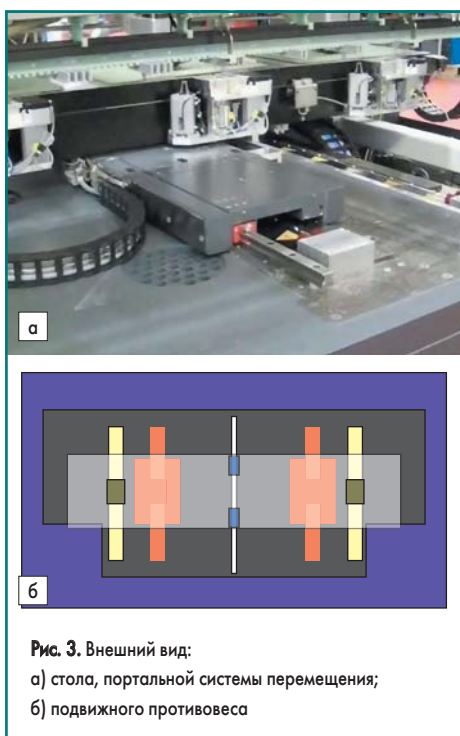 а
б
Рис. 3. Внешний вид:
а) стола, портальной системы перемещения;
б) подвижного противовеса